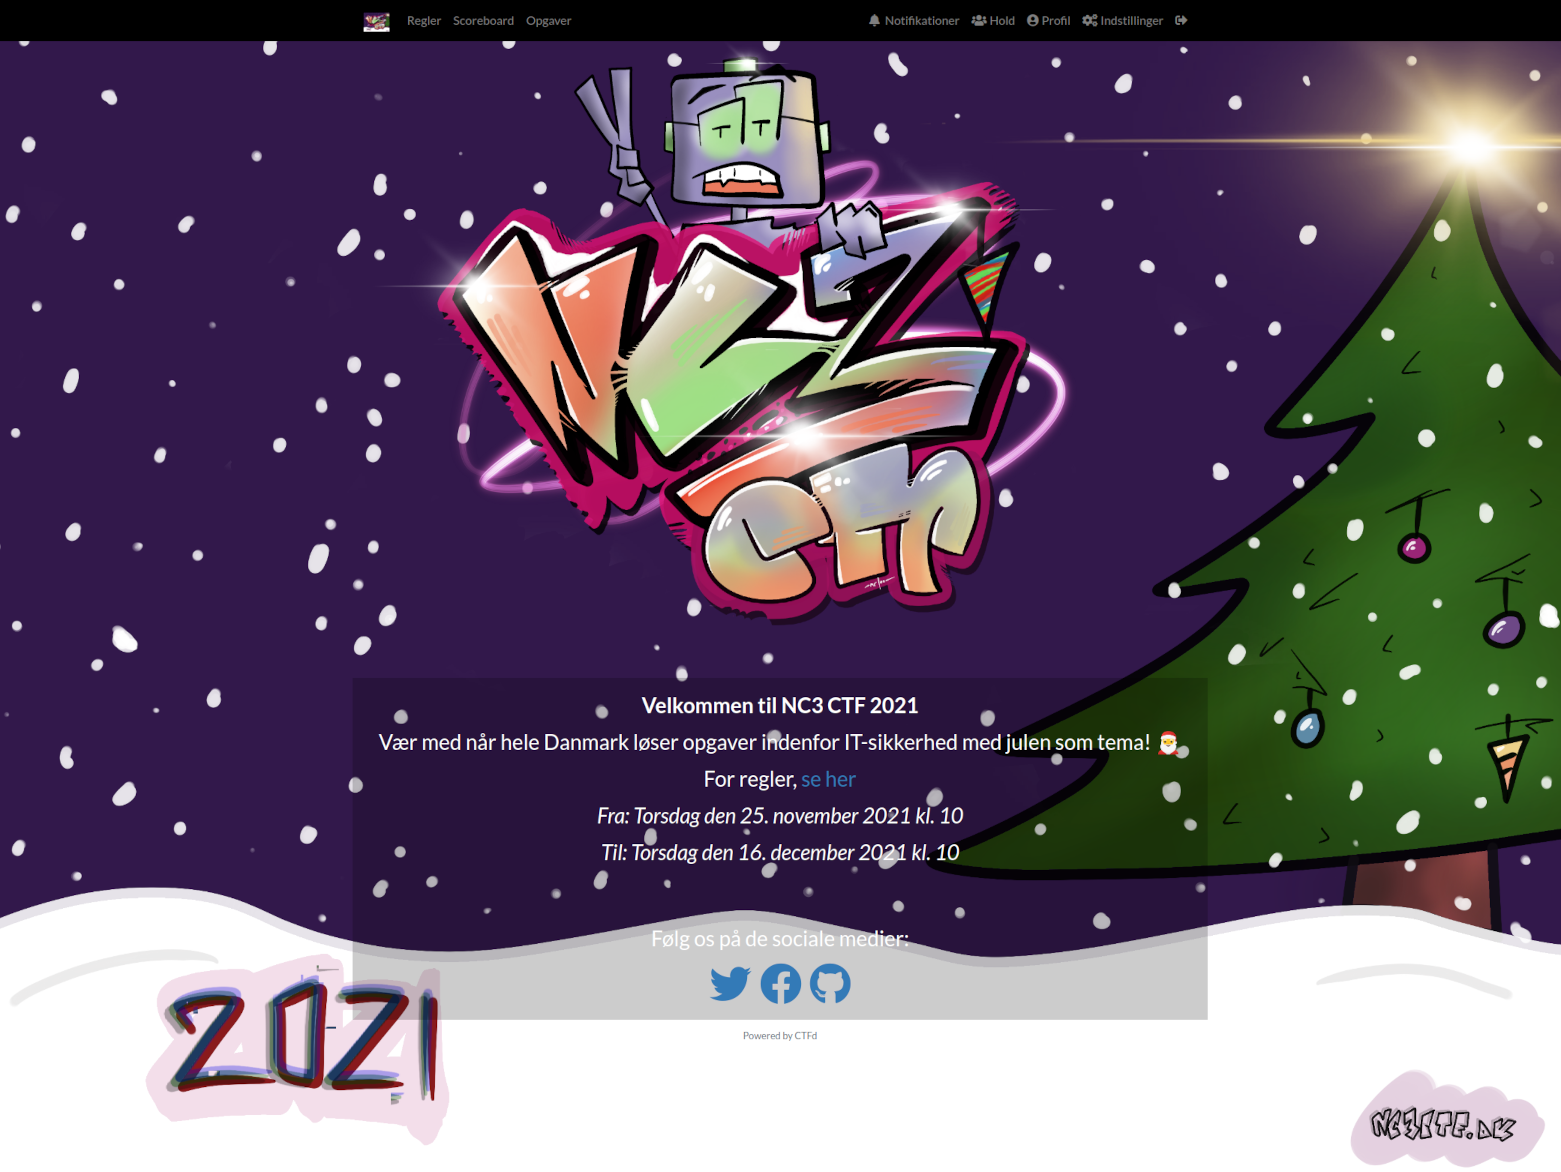 Regler Scoreboard Opgaver Notifikationer Hold Profil Indstillinger
NC3
CTF
Velkommen til NC3 CTF 2021
Vær med når hele Danmark løser opgaver indenfor IT-sikkerhed med julen som tema! 🎅
For regler, se her
Fra: Torsdag den 25. november 2021 kl. 10
Til: Torsdag den 16. december 2021 kl. 10
Følg os på de sociale medier:
2021
Powered by CTFd
NC3CTF.DK